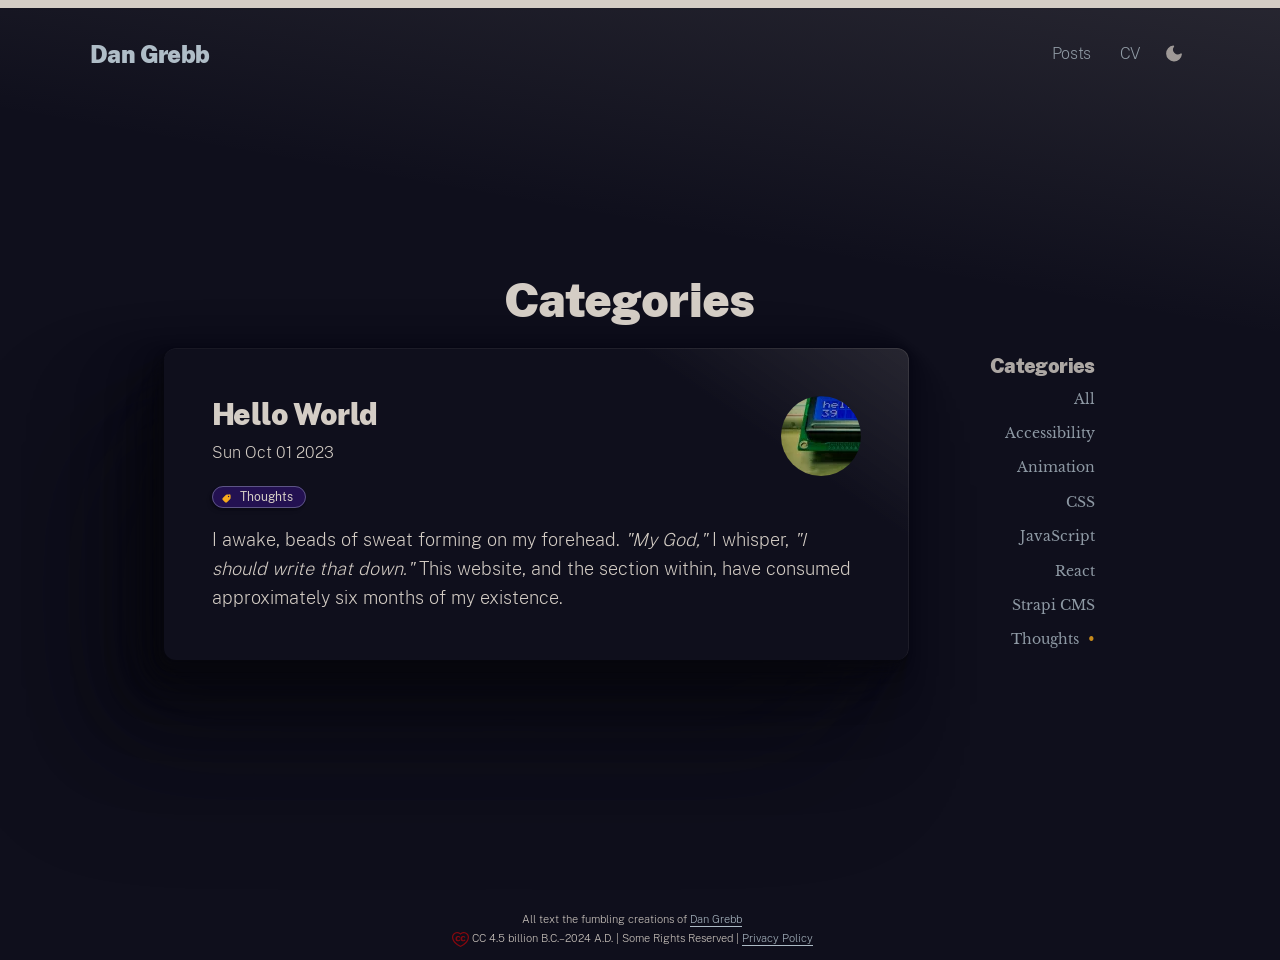 Dan Grebb
Posts
CV
Categories
Hello World
Sun Oct 01 2023
Thoughts
I awake, beads of sweat forming on my forehead. "My God," I whisper, "I
should write that down." This website, and the section within, have consumed
approximately six months of my existence.
Categories
All
Accessibility
Animation
CSS
JavaScript
React
Strapi CMS
Thoughts •
All text the fumbling creations of Dan Grebb
CC 4.5 billion B.C.–2024 A.D. | Some Rights Reserved | Privacy Policy